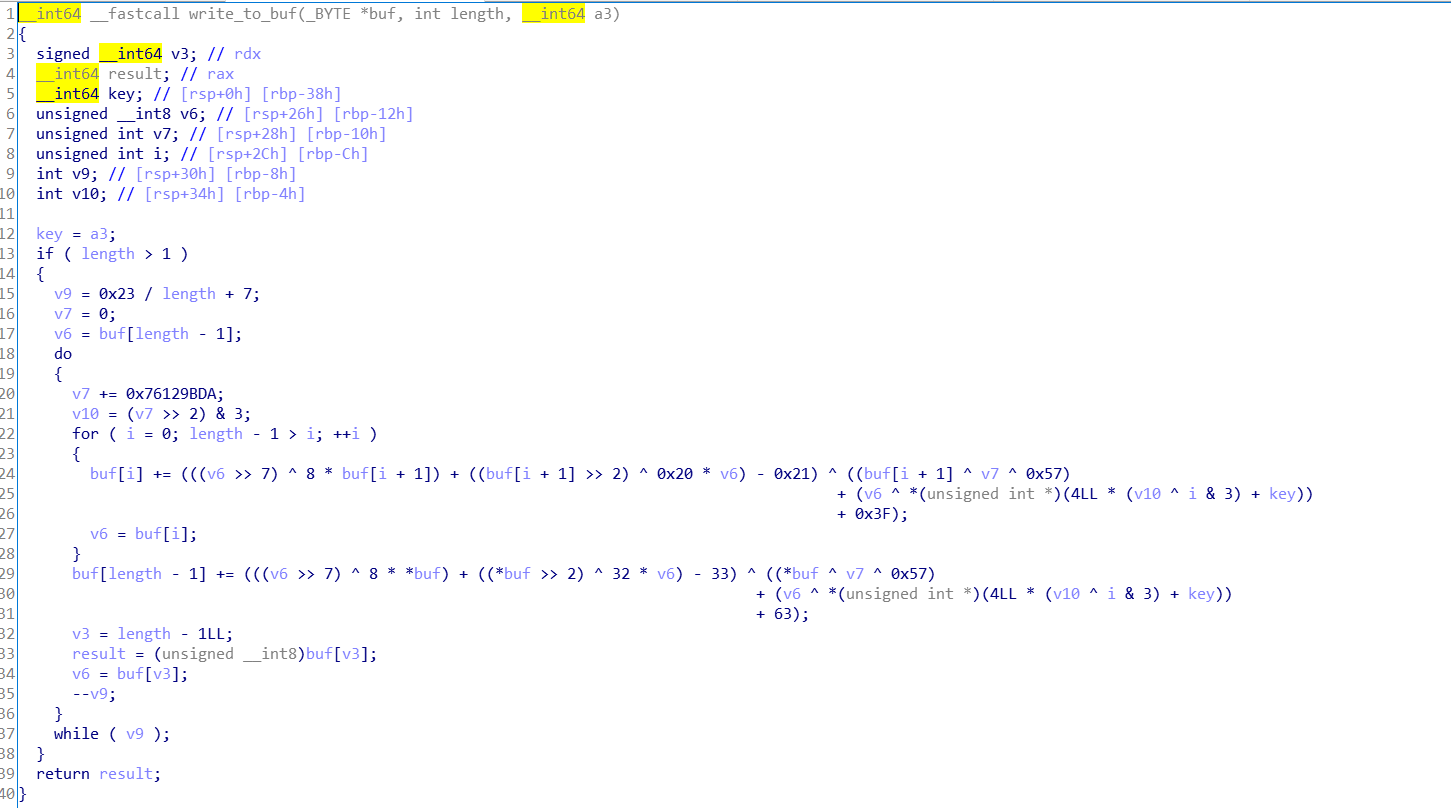 1 __int64 __fastcall write_to_buf(_BYTE *buf, int length, __int64 a3)
2 {
3 signed __int64 v3; // rdx
4 __int64 result; // rax
5 __int64 key; // [rsp+0h] [rbp-38h]
6 unsigned __int8 v6; // [rsp+26h] [rbp-12h]
7 unsigned int v7; // [rsp+28h] [rbp-10h]
8 unsigned int i; // [rsp+2Ch] [rbp-Ch]
9 int v9; // [rsp+30h] [rbp-8h]
10 int v10; // [rsp+34h] [rbp-4h]
11
12 key = a3;
13 if ( length > 1 )
14 {
15 v9 = 0x23 / length + 7;
16 v7 = 0;
17 v6 = buf[length - 1];
18 do
19 {
20 v7 += 0x76129BDA;
21 v10 = (v7 >> 2) & 3;
22 for ( i = 0; length - 1 > i; ++i )
23 {
24 buf[i] += (((v6 >> 7) ^ 8 * buf[i + 1]) + ((buf[i + 1] >> 2) ^ 0x20 * v6) - 0x21) ^ ((buf[i + 1] ^ v7 ^ 0x57)
25 + (v6 ^ *(unsigned int *)(4LL * (v10 ^ i & 3) + key))
26 + 0x3F);
27 v6 = buf[i];
28 }
29 buf[length - 1] += (((v6 >> 7) ^ 8 * *buf) + ((*buf >> 2) ^ 32 * v6) - 33) ^ ((*buf ^ v7 ^ 0x57)
30 + (v6 ^ *(unsigned int *)(4LL * (v10 ^ i & 3) + key))
31 + 63);
32 v3 = length - 1LL;
33 result = (unsigned __int8)buf[v3];
34 v6 = buf[v3];
35 --v9;
36 }
37 while ( v9 );
38 }
39 return result;
40 }